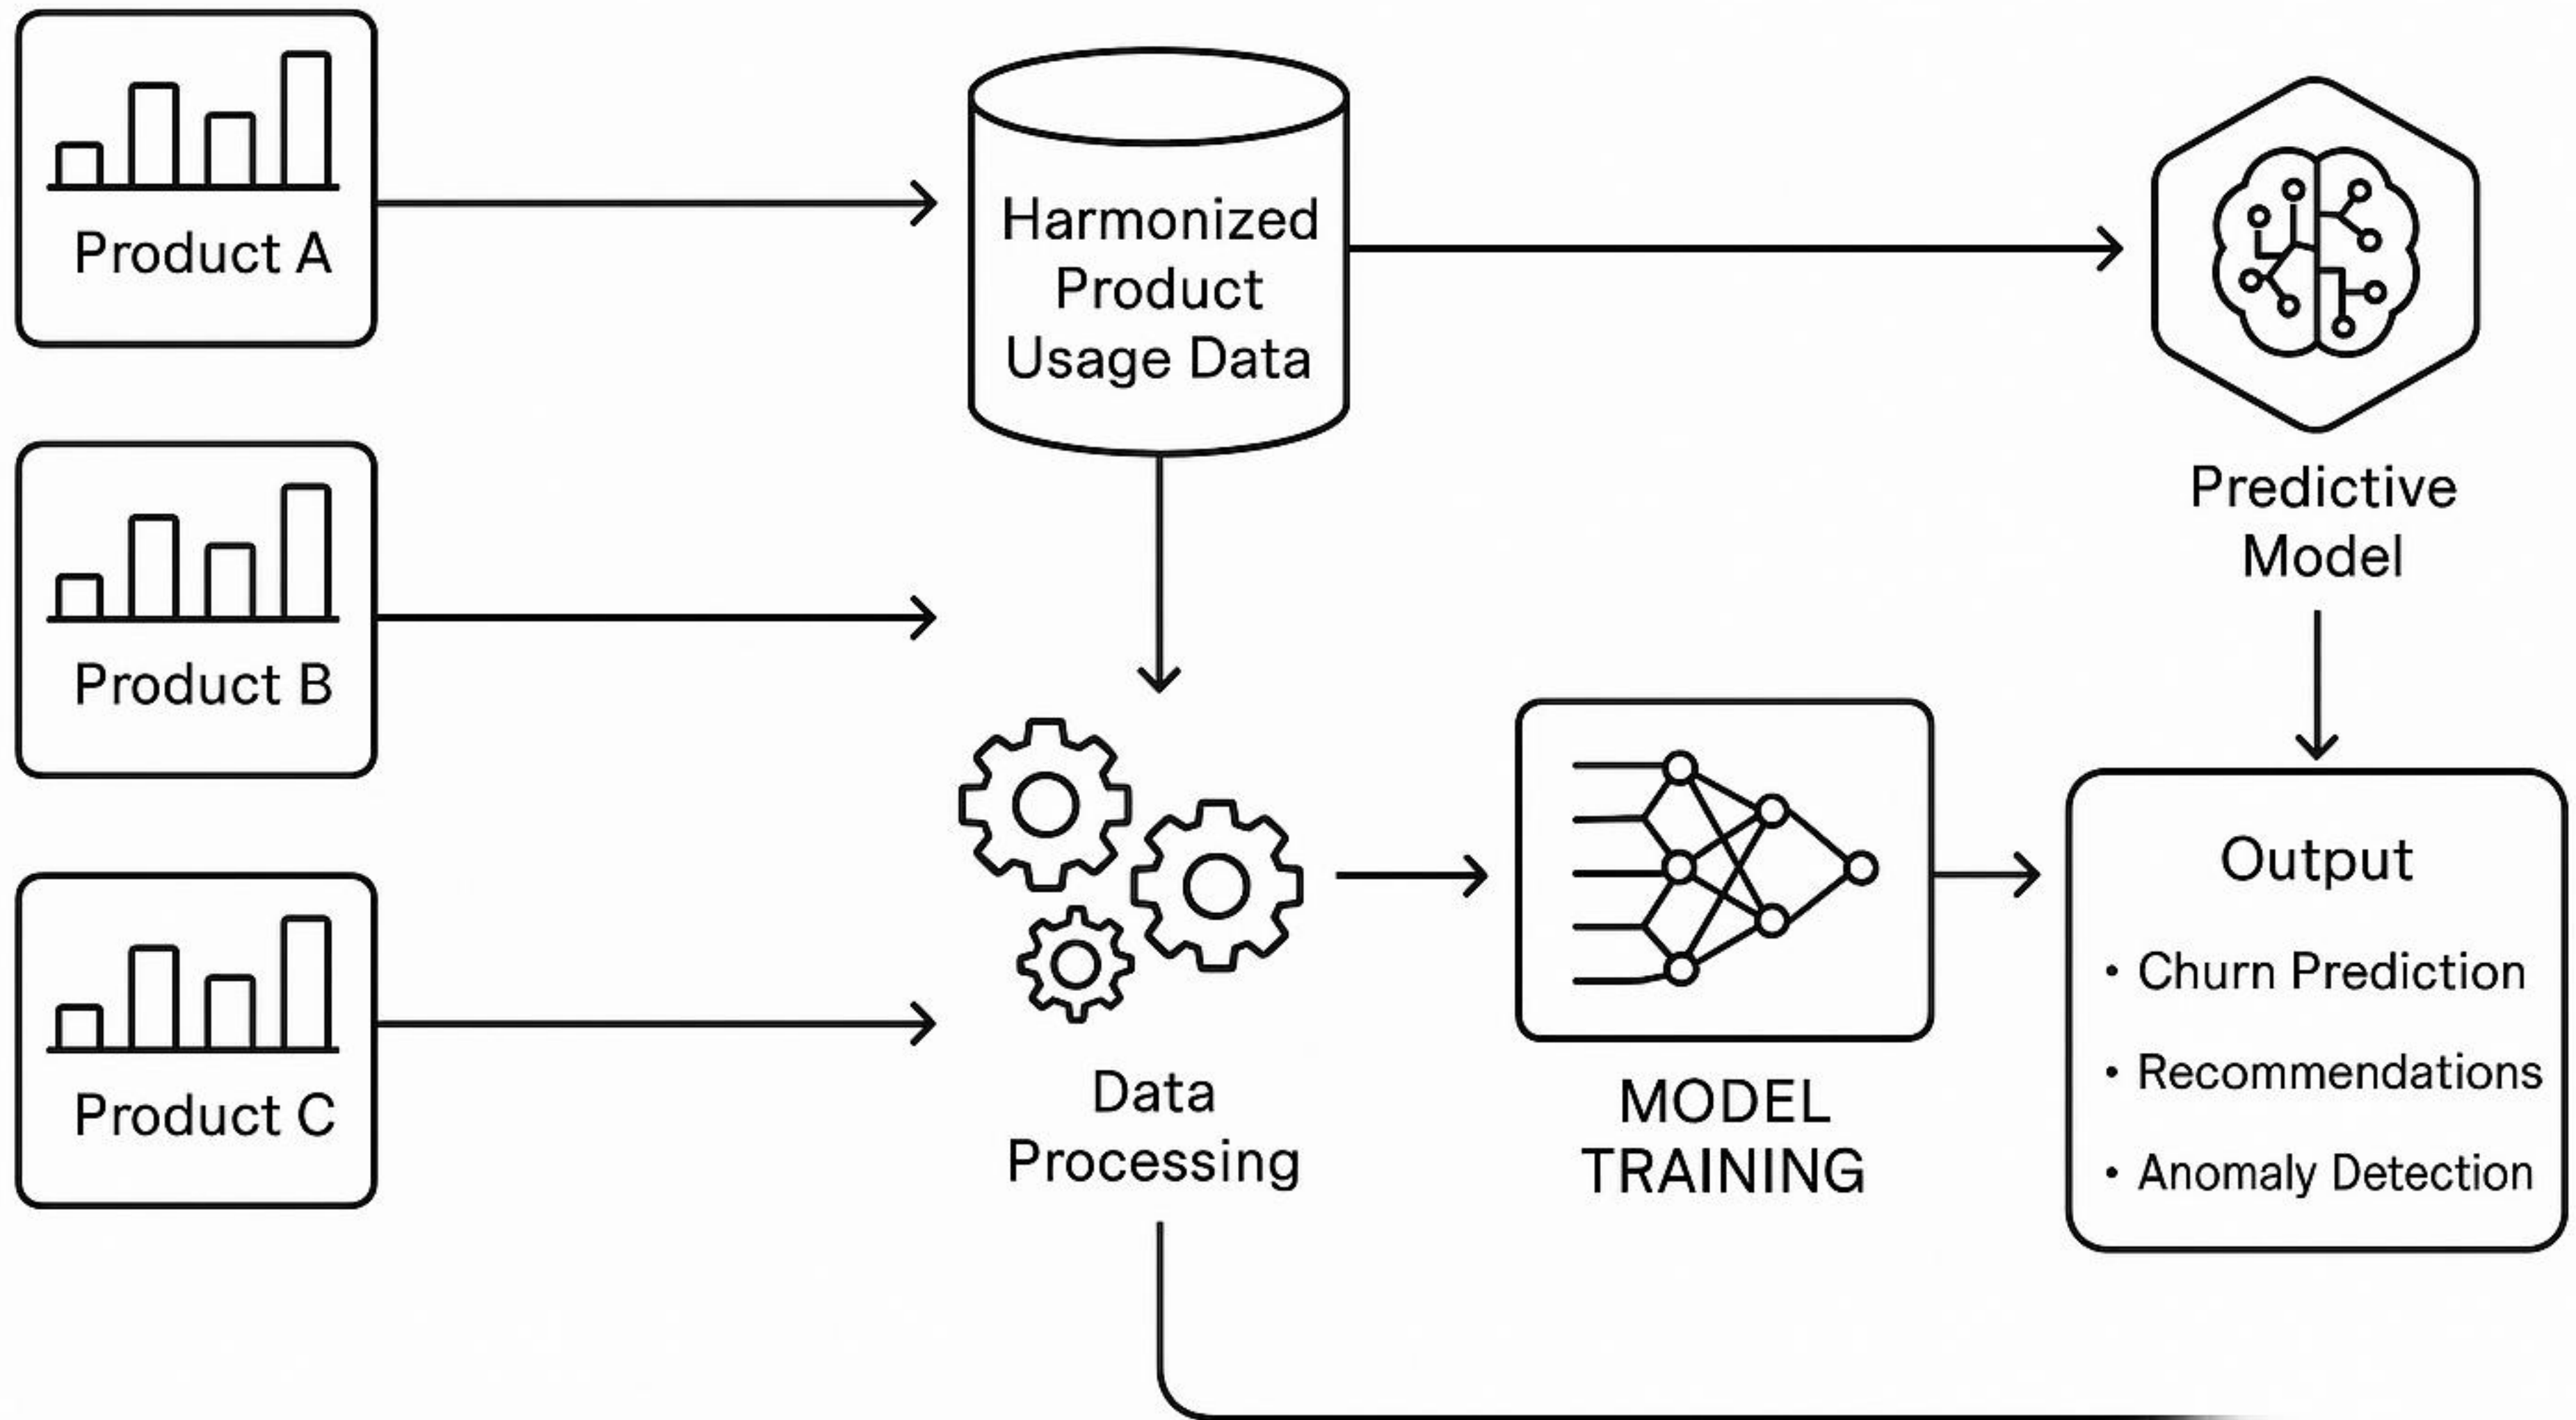 Product A
Harmonized
Product
Usage Data
Predictive
Model
Product B
Product C
Data
Processing
MODEL
TRAINING
Output
• Churn Prediction
• Recommendations
• Anomaly Detection